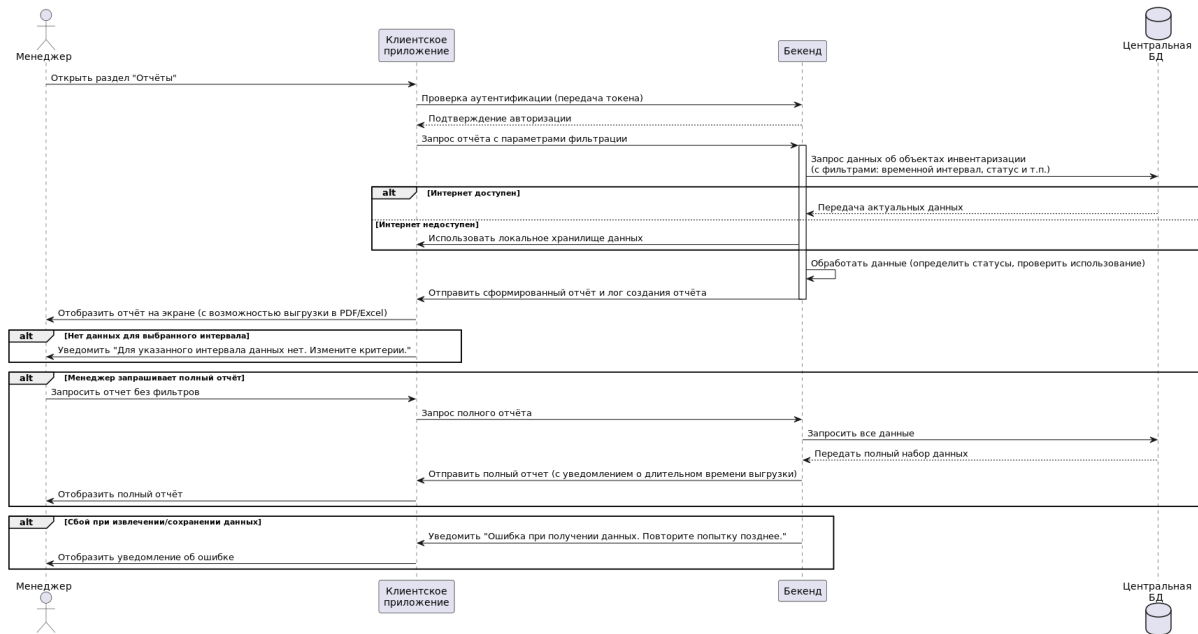 Менеджер
Клиентское
приложение
Бекенд
Центральная
БД
Открыть раздел "Отчёты"
Проверка аутентификации (передача токена)
Подтверждение авторизации
Запрос отчёта с параметрами фильтрации
Запрос данных об объектах инвентаризации
(с фильтрами: временной интервал, статус и т.п.)
alt [Интернет доступен]
Передача актуальных данных
[Интернет недоступен]
Использовать локальное хранилище данных
Обработать данные (определить статусы, проверить использование)
Отправить сформированный отчёт и лог создания отчёта
Отобразить отчёт на экране (с возможностью выгрузки в PDF/Excel)
alt [Нет данных для выбранного интервала]
Уведомить "Для указанного интервала данных нет. Измените критерии."
alt [Менеджер запрашивает полный отчёт]
Запросить отчет без фильтров
Запрос полного отчёта
Запросить все данные
Передать полный набор данных
Отправить полный отчет (с уведомлением о длительном времени выгрузки)
Отобразить полный отчёт
alt [Сбой при извлечении/сохранении данных]
Уведомить "Ошибка при получении данных. Повторите попытку позднее."
Отобразить уведомление об ошибке
Менеджер
Клиентское
приложение
Бекенд
Центральная
БД